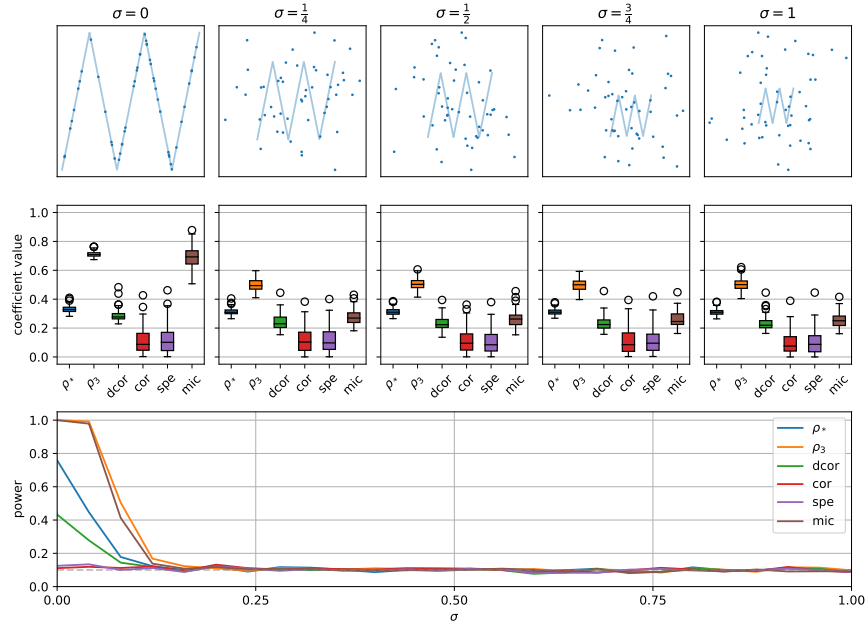 σ = 0
σ = 1/4
σ = 1/2
σ = 3/4
σ = 1
coefficient value
1.0
0.8
0.6
0.4
0.2
0.0
ρ* ρ3 dcor cor spe mic
ρ* ρ3 dcor cor spe mic
ρ* ρ3 dcor cor spe mic
ρ* ρ3 dcor cor spe mic
ρ* ρ3 dcor cor spe mic
power
1.0
0.8
0.6
0.4
0.2
0.0
ρ*
ρ3
dcor
cor
spe
mic
0.00 0.25 0.50 0.75 1.00
σ